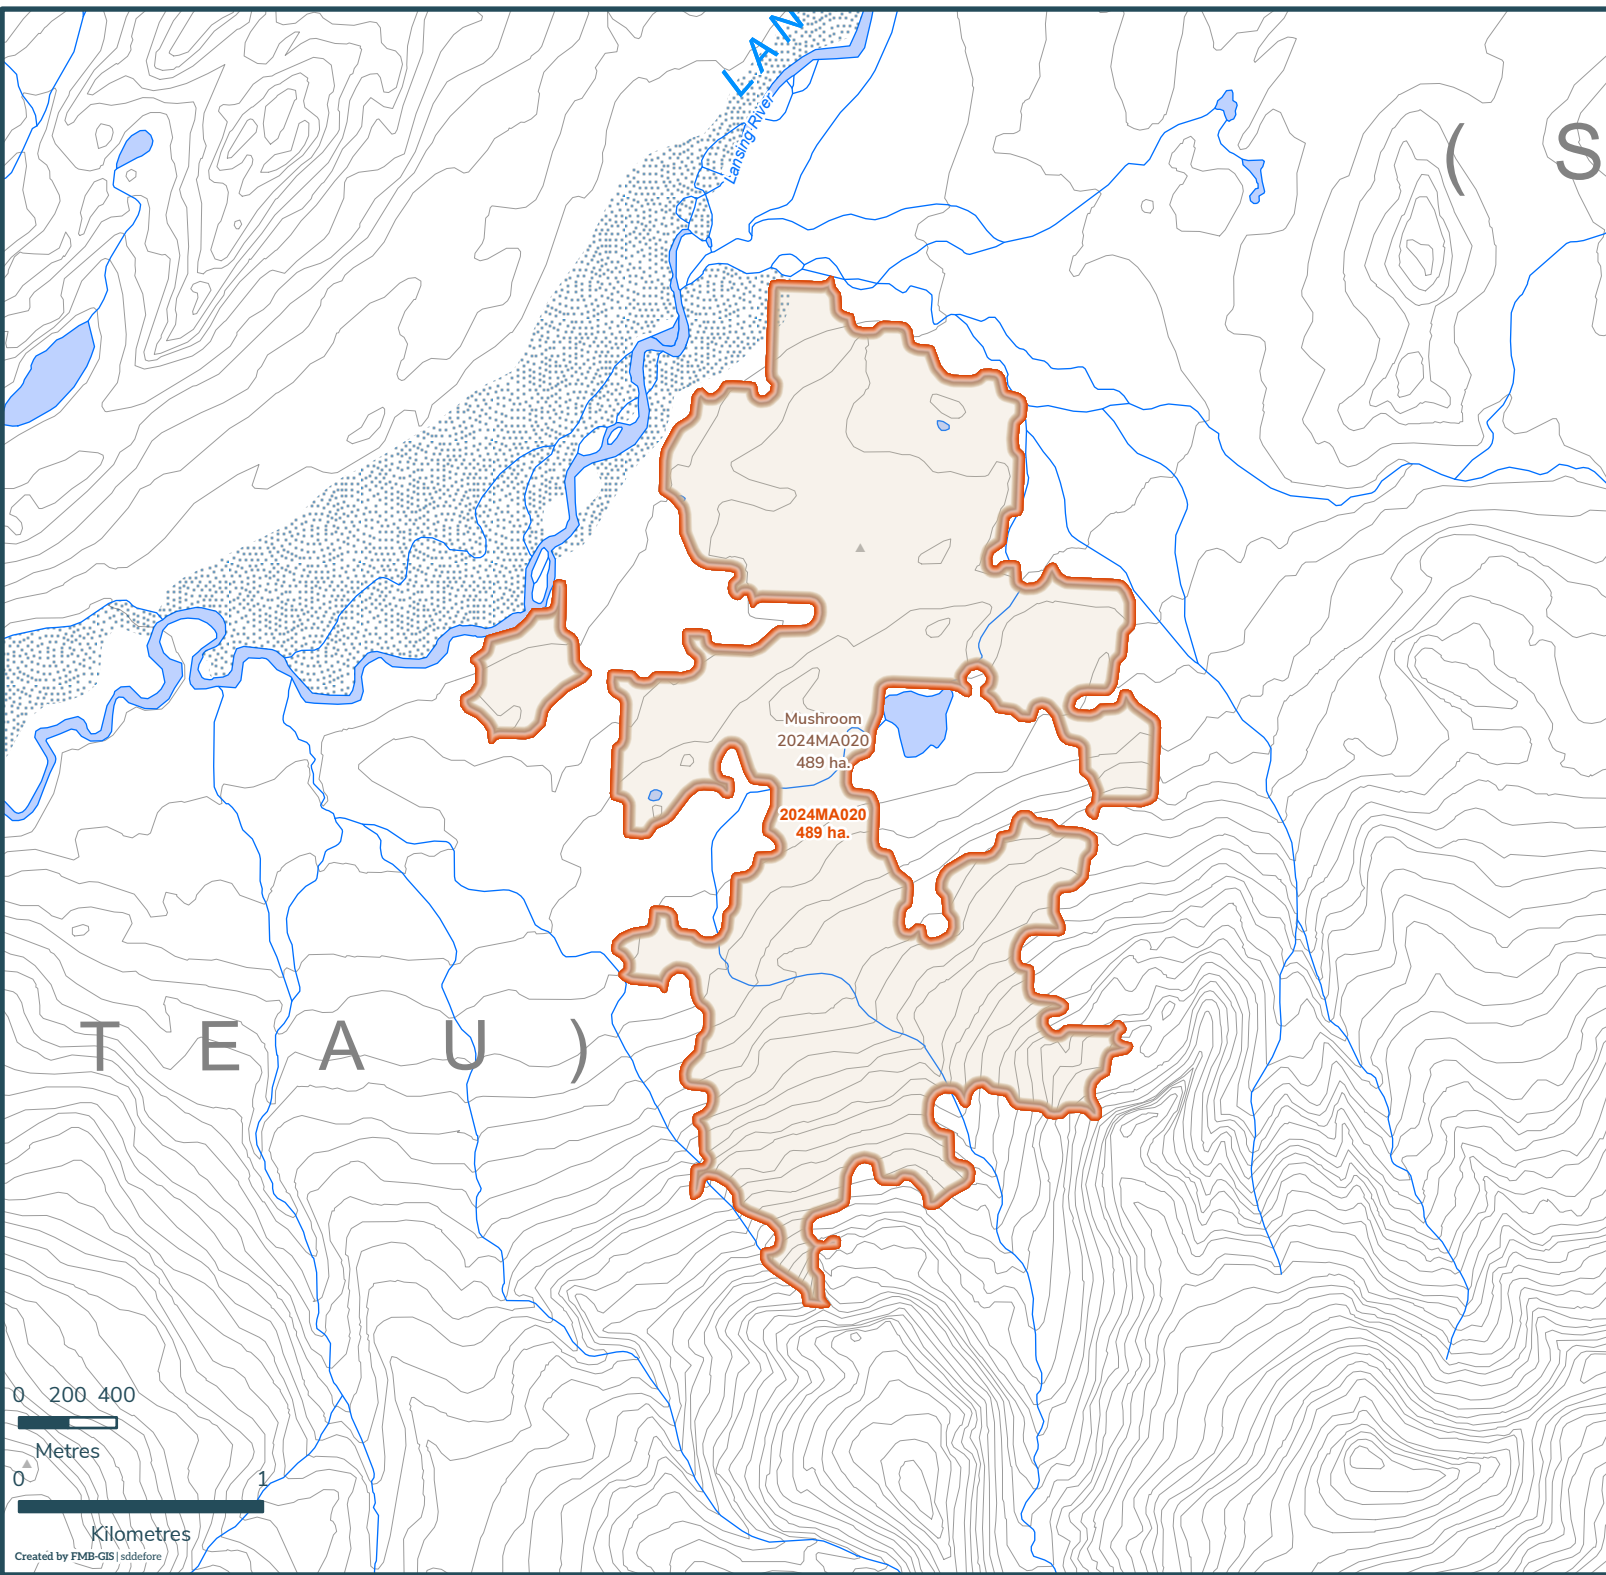 LAN
Lansing River
( S
Mushroom
2024MA020
489 ha.
2024MA020
489 ha.
T E A U )
0 200 400
Metres
0 1
Kilometres
Created by FMB-GIS | sddefore